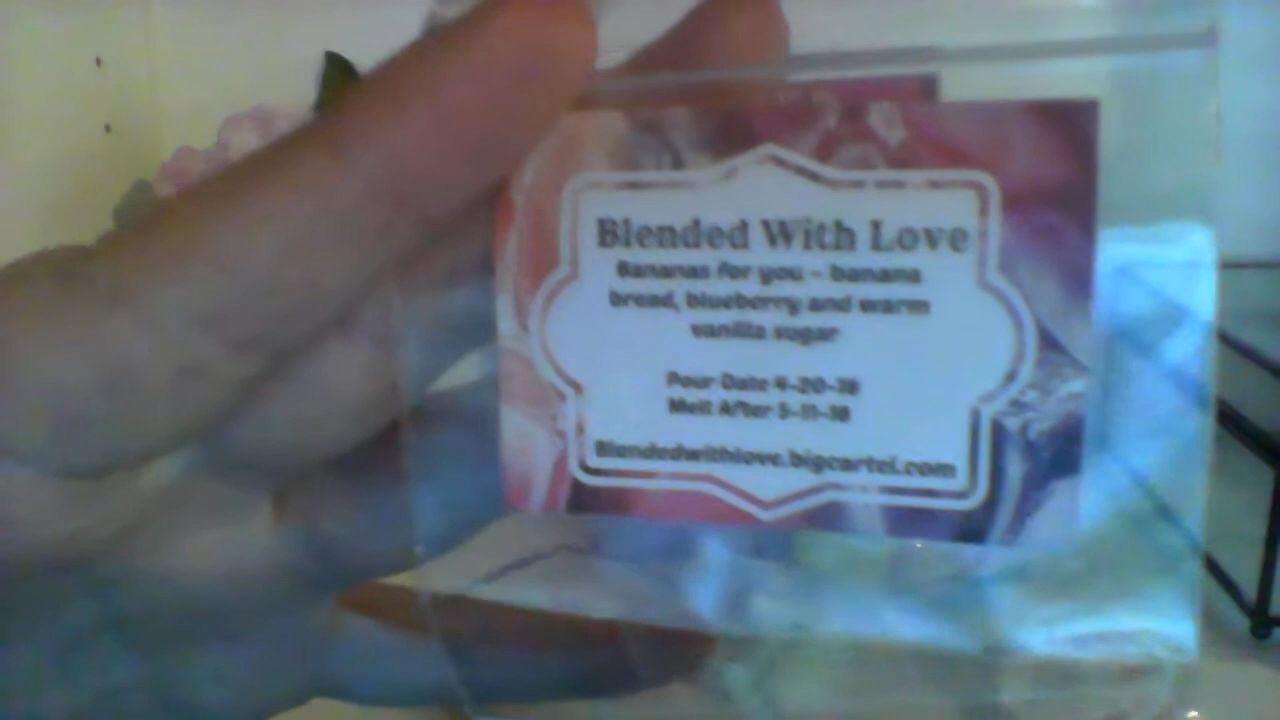 Blended With Love
Bananas for you - banana
bread, blueberry and warm
vanilla sugar
Pour Date 4-20-18
Melt After 5-11-18
Blendedwithlove.bigcartel.com